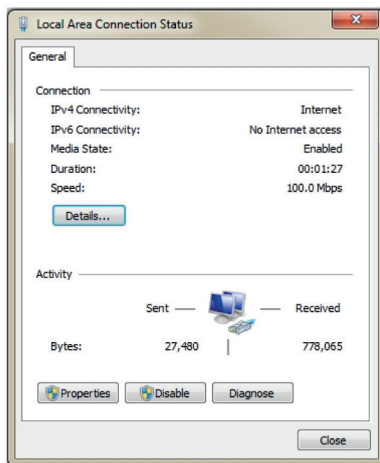 Local Area Connection Status
General
Connection
IPv4 Connectivity: Internet
IPv6 Connectivity: No Internet access
Media State: Enabled
Duration: 00:01:27
Speed: 100.0 Mbps
Details...
Activity
Sent Received
Bytes: 27,480 778,065
Properties Disable Diagnose
Close